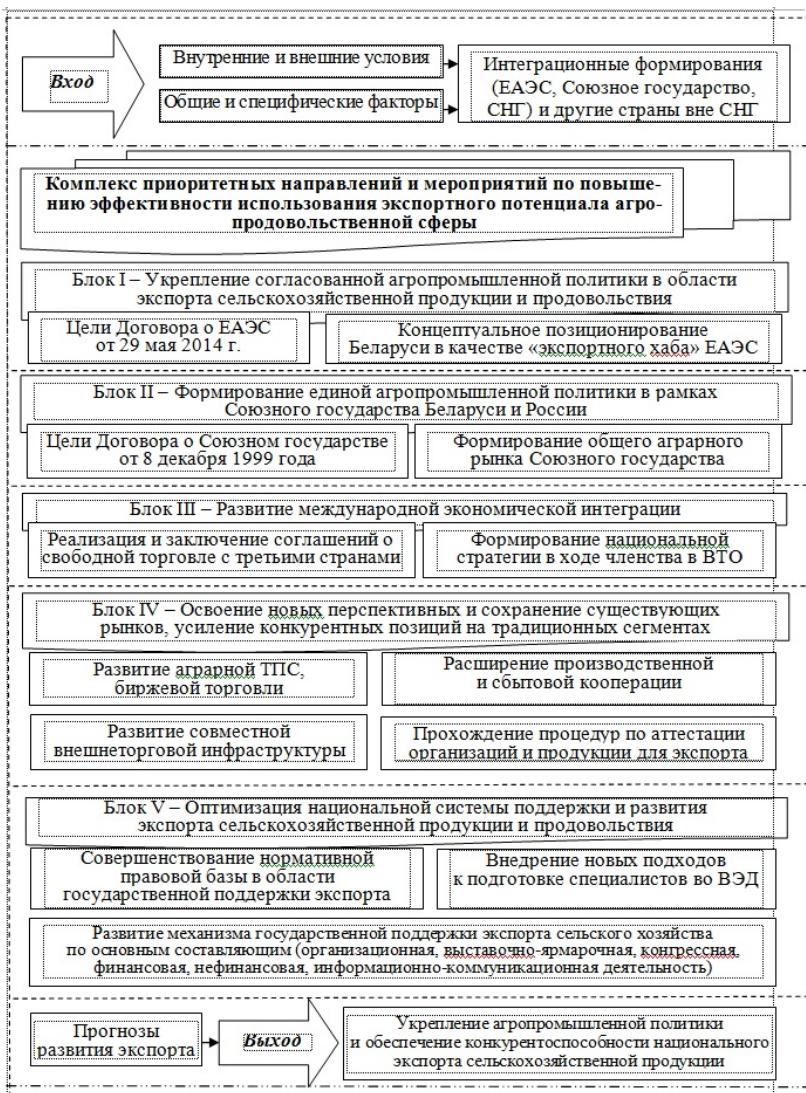 Вход
Внутренние и внешние условия
Общие и специфические факторы
Интеграционные формирования
(ЕАЭС, Союзное государство,
СНГ) и другие страны вне СНГ
Комплекс приоритетных направлений и мероприятий по повыше-
нию эффективности использования экспортного потенциала агро-
продовольственной сферы
Блок I – Укрепление согласованной агропромышленной политики в области
экспорта сельскохозяйственной продукции и продовольствия
Цели Договора о ЕАЭС
от 29 мая 2014 г.
Концептуальное позиционирование
Беларуси в качестве «экспортного хаба» ЕАЭС
Блок II – Формирование единой агропромышленной политики в рамках
Союзного государства Беларуси и России
Цели Договора о Союзном государстве
от 8 декабря 1999 года
Формирование общего аграрного
рынка Союзного государства
Блок III – Развитие международной экономической интеграции
Реализация и заключение соглашений о
свободной торговле с третьими странами
Формирование национальной
стратегии в ходе членства в ВТО
Блок IV – Освоение новых перспективных и сохранение существующих
рынков, усиление конкурентных позиций на традиционных сегментах
Развитие аграрной ТПС,
биржевой торговли
Расширение производственной
и сбытовой кооперации
Развитие совместной
внешнеторговой инфраструктуры
Прохождение процедур по аттестации
организаций и продукции для экспорта
Блок V – Оптимизация национальной системы поддержки и развития
экспорта сельскохозяйственной продукции и продовольствия
Совершенствование нормативной
правовой базы в области
государственной поддержки экспорта
Внедрение новых подходов
к подготовке специалистов во ВЭД
Развитие механизма государственной поддержки экспорта сельского хозяйства
по основным составляющим (организационная, выставочно-ярмарочная, конгрессная,
финансовая, нефинансовая, информационно-коммуникационная деятельность)
Прогнозы
развития экспорта
Выход
Укрепление агропромышленной политики
и обеспечение конкурентоспособности национального
экспорта сельскохозяйственной продукции